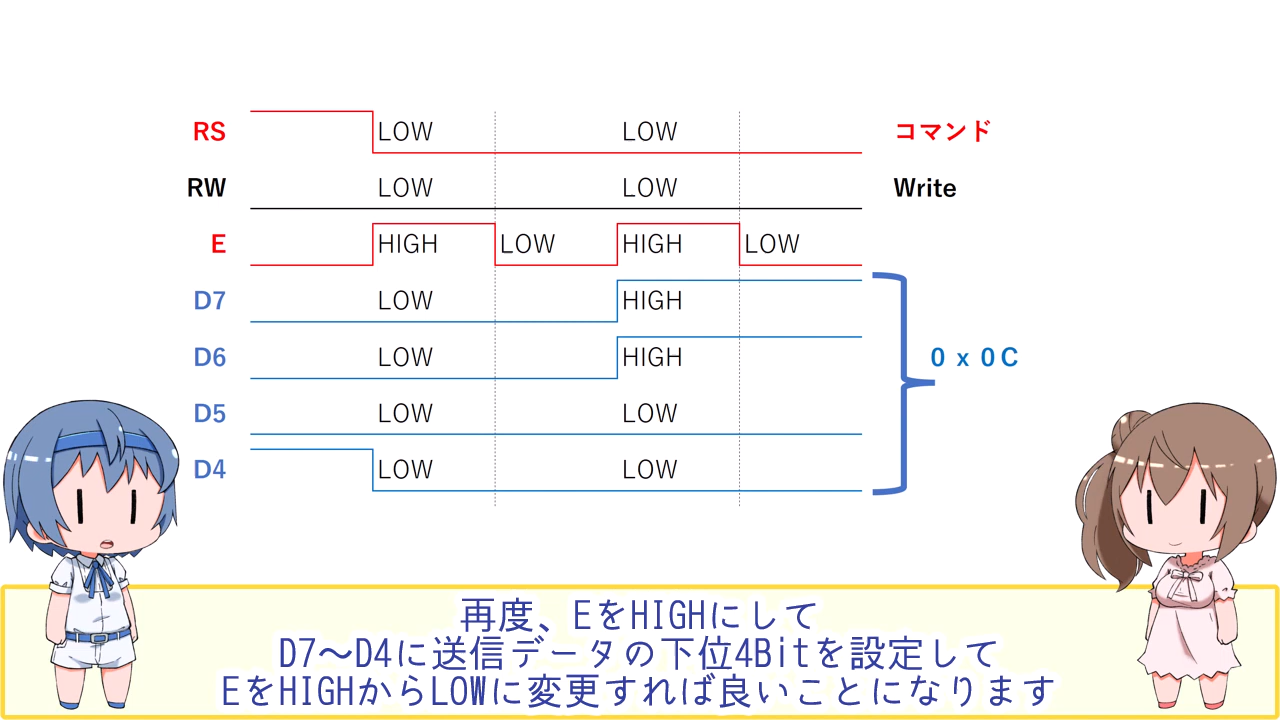 RS LOW LOW コマンド
RW LOW LOW Write
E HIGH LOW HIGH LOW
D7 LOW HIGH
D6 LOW HIGH 0 x 0C
D5 LOW LOW
D4 LOW LOW
再度、EをHIGHにして
D7～D4に送信データの下位4Bitを設定して
EをHIGHからLOWに変更すれば良いことになります